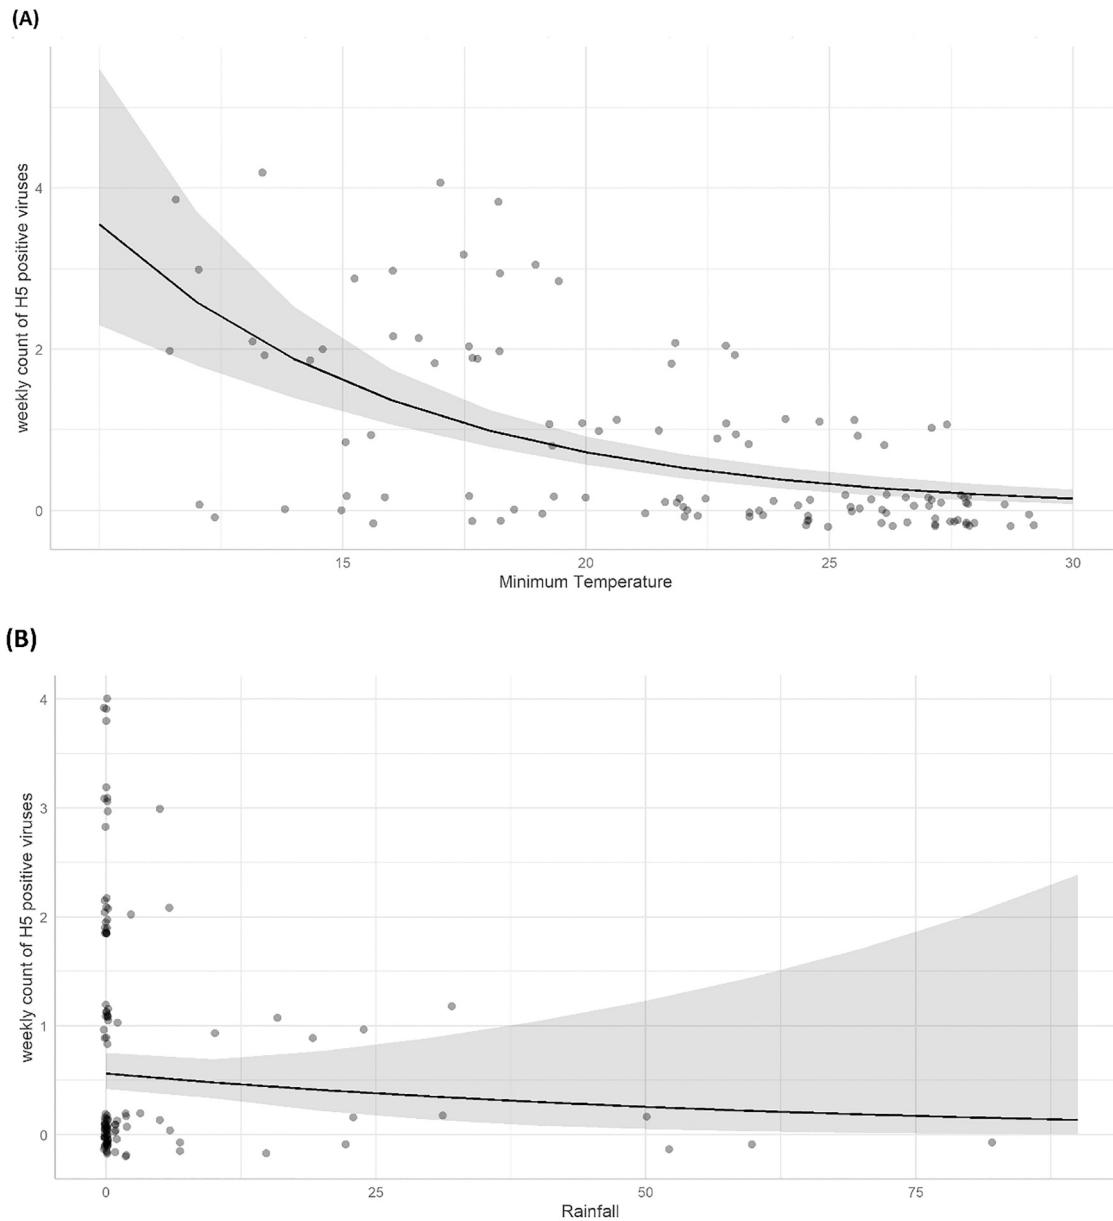 (A)
weekly count of H5 positive viruses
4
2
0
15 20 25 30
Minimum Temperature
(B)
weekly count of H5 positive viruses
4
3
2
1
0
0 25 50 75
Rainfall